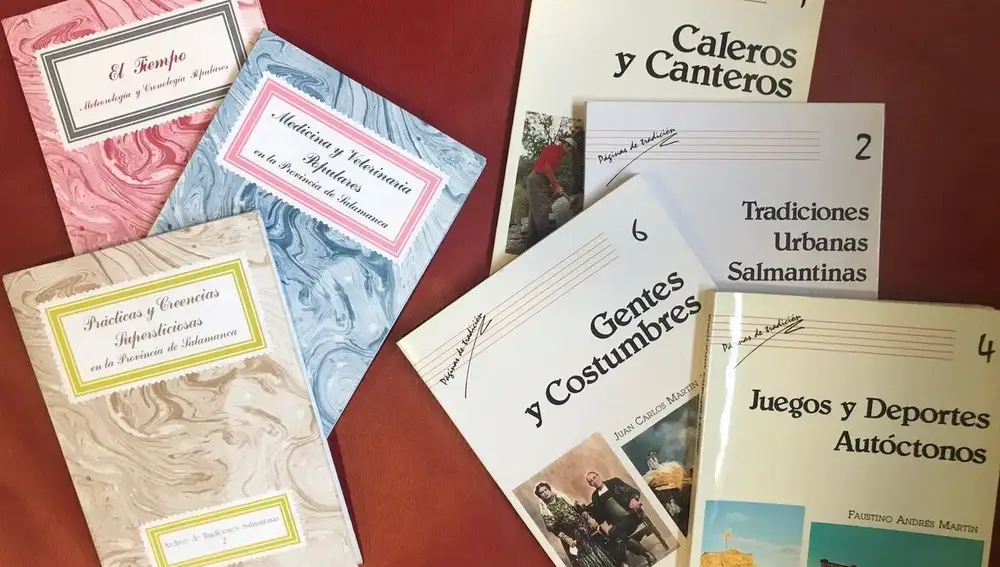 El Tiempo
Meteorología y Cronología Populares
Medicina y Veterinaria
Populares
en la Provincia de Salamanca
Prácticas y Creencias
Supersticiosas
en la Provincia de Salamanca
Archivo de Tradiciones Salmantinas
2
Caleros
y Canteros
Páginas de tradición
2
Tradiciones
Urbanas
Salmantinas
6
Páginas de tradición
Gentes
y Costumbres
JUAN CARLOS MARTIN
Páginas de tradición
4
Juegos y Deportes
Autóctonos
FAUSTINO ANDRÉS MARTIN